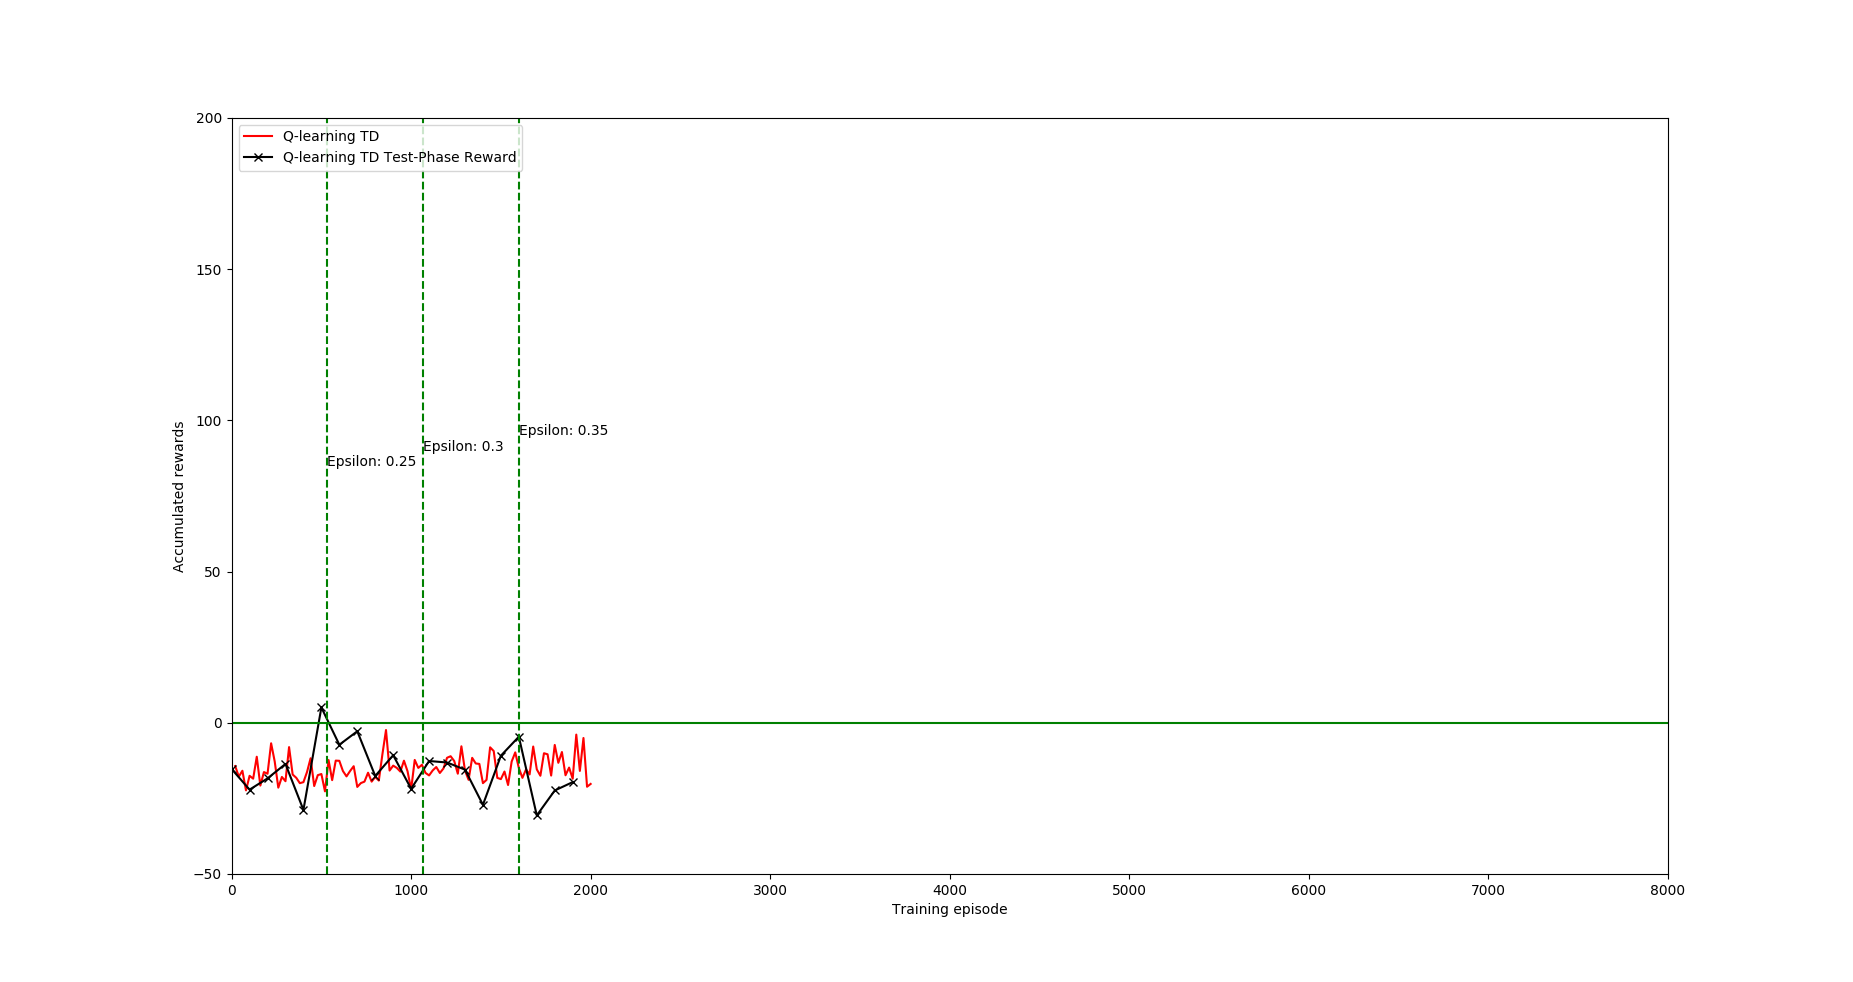 200
150
100
50
0
−50
Accumulated rewards
Q-learning TD
Q-learning TD Test-Phase Reward
Epsilon: 0.25
Epsilon: 0.3
Epsilon: 0.35
0 1000 2000 3000 4000 5000 6000 7000 8000
Training episode